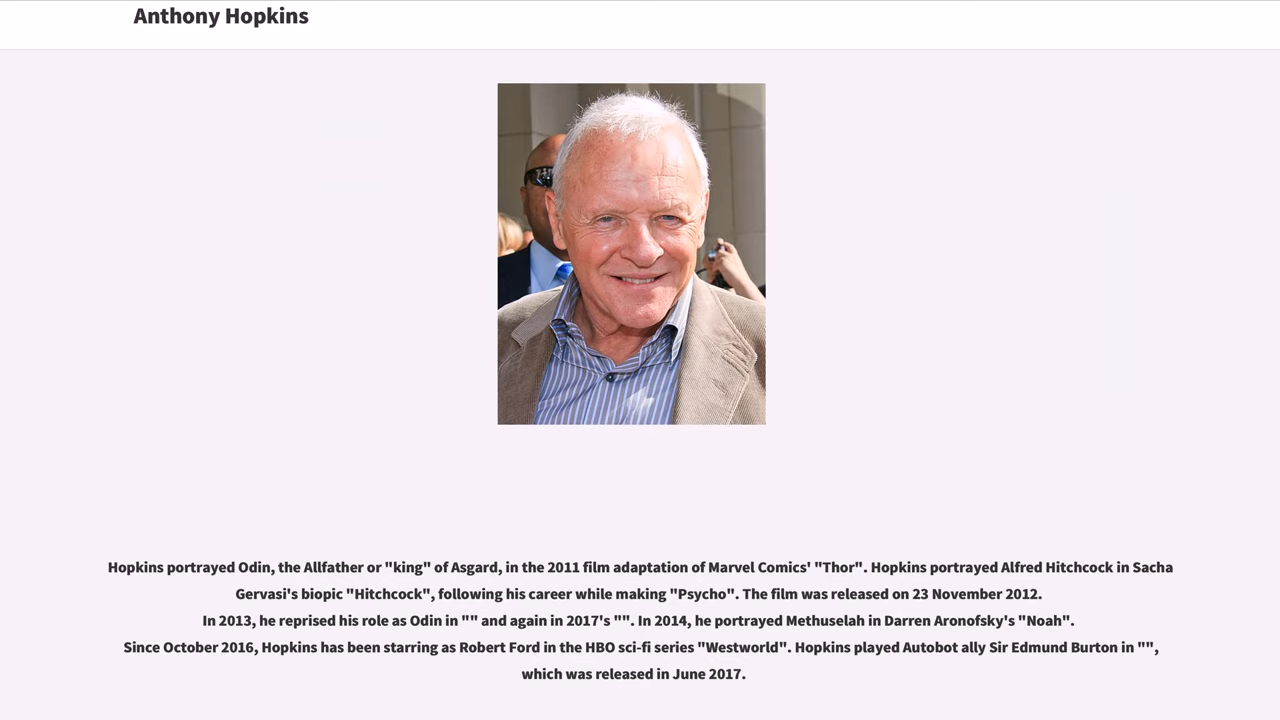 Anthony Hopkins
Hopkins portrayed Odin, the Allfather or "king" of Asgard, in the 2011 film adaptation of Marvel Comics' "Thor". Hopkins portrayed Alfred Hitchcock in Sacha
Gervasi's biopic "Hitchcock", following his career while making "Psycho". The film was released on 23 November 2012.
In 2013, he reprised his role as Odin in "" and again in 2017's "". In 2014, he portrayed Methuselah in Darren Aronofsky's "Noah".
Since October 2016, Hopkins has been starring as Robert Ford in the HBO sci-fi series "Westworld". Hopkins played Autobot ally Sir Edmund Burton in "",
which was released in June 2017.